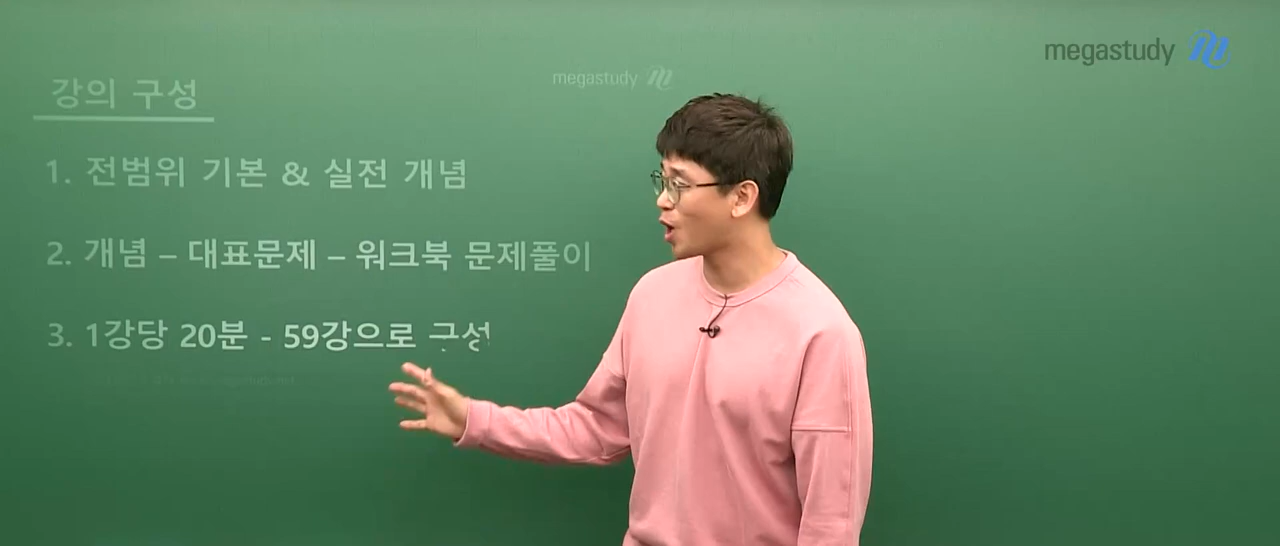 megastudy
megastudy
강의 구성
1. 전범위 기본 & 실전 개념
2. 개념 – 대표문제 – 워크북 문제풀이
3. 1강당 20분 - 59강으로 구성